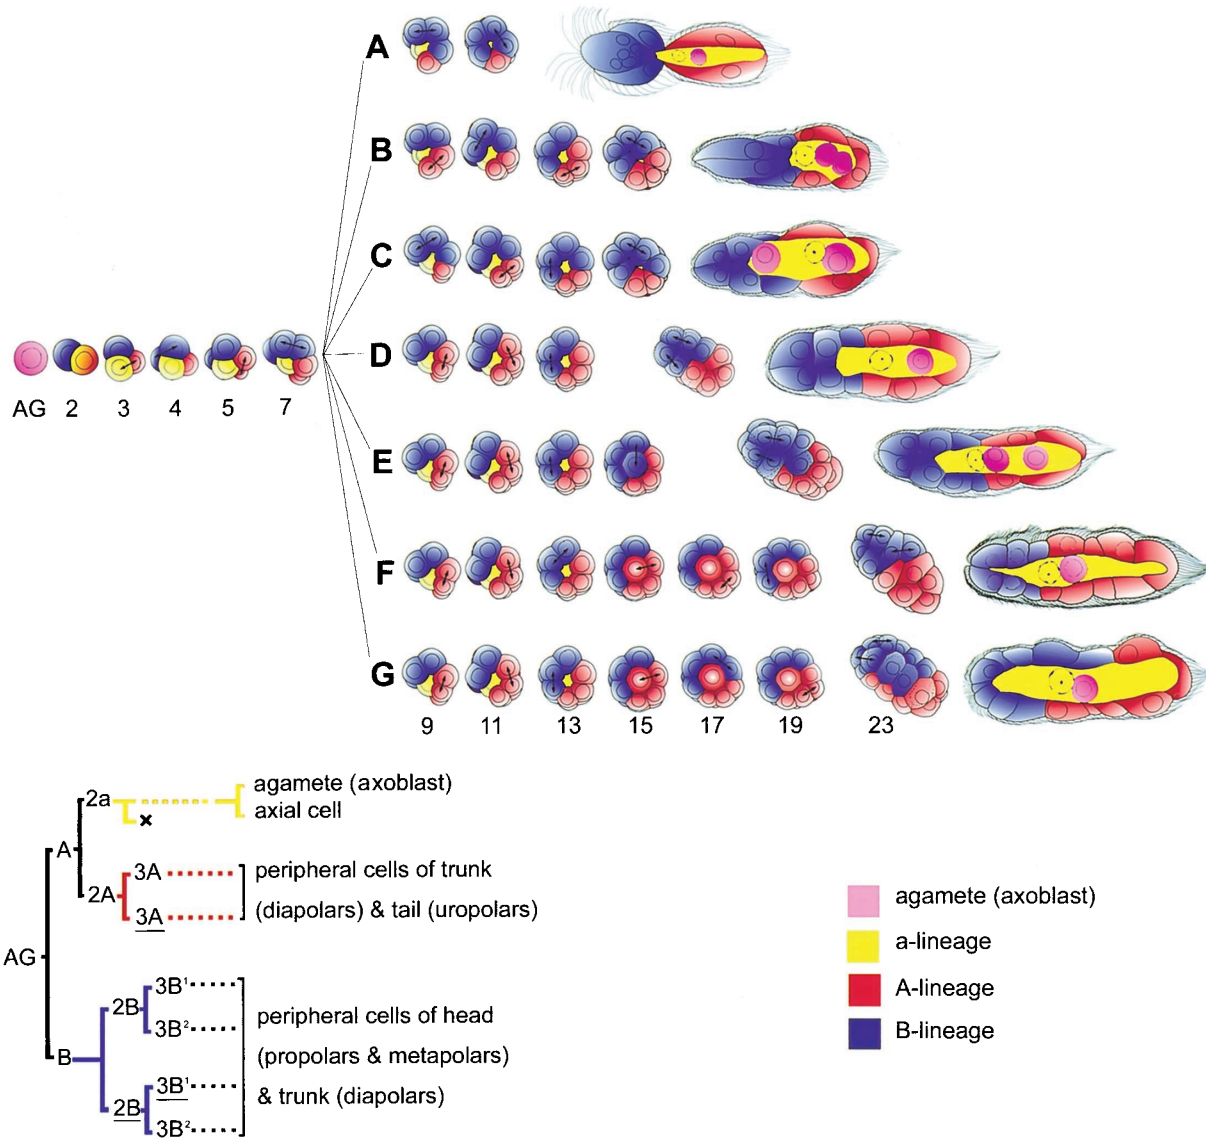 A
B
C
D
E
F
G
AG 2 3 4 5 7
9 11 13 15 17 19 23
2a
agamete (axoblast)
axial cell
×
A
3A
peripheral cells of trunk
2A
(diapolars) & tail (uropolars)
3A
AG
3B¹
2B
peripheral cells of head
3B²
(propolars & metapolars)
B
3B¹
& trunk (diapolars)
2B
3B²
agamete (axoblast)
a-lineage
A-lineage
B-lineage